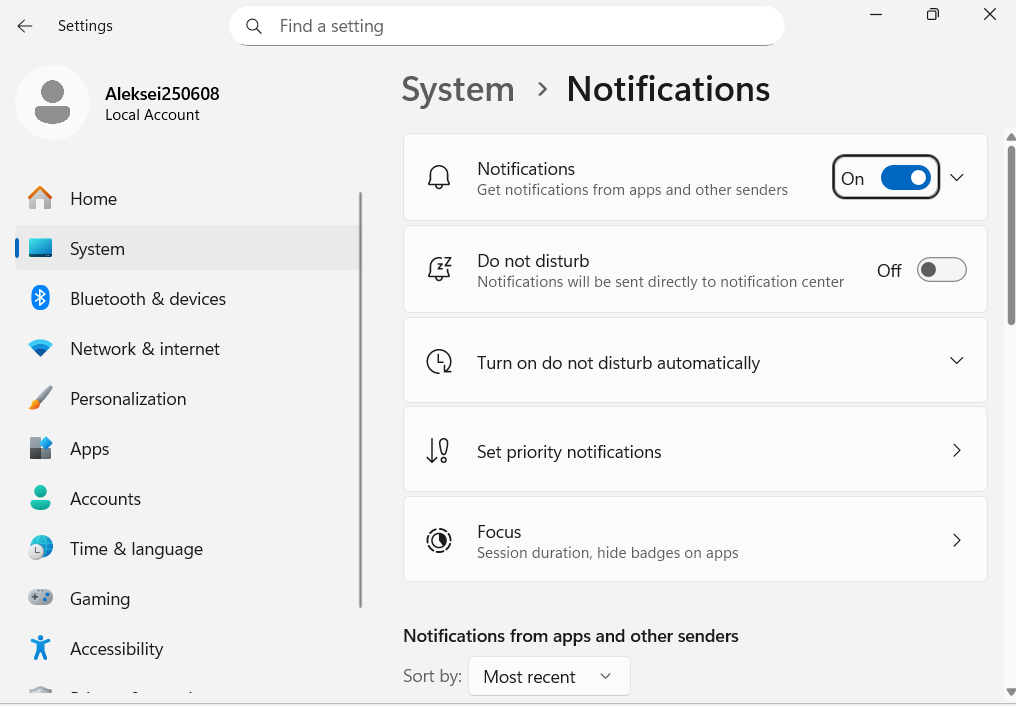 Settings
Find a setting
Aleksei250608
Local Account
Home
System
Bluetooth & devices
Network & internet
Personalization
Apps
Accounts
Time & language
Gaming
Accessibility
System > Notifications
Notifications
Get notifications from apps and other senders
On
Do not disturb
Notifications will be sent directly to notification center
Off
Turn on do not disturb automatically
Set priority notifications
Focus
Session duration, hide badges on apps
Notifications from apps and other senders
Sort by: Most recent